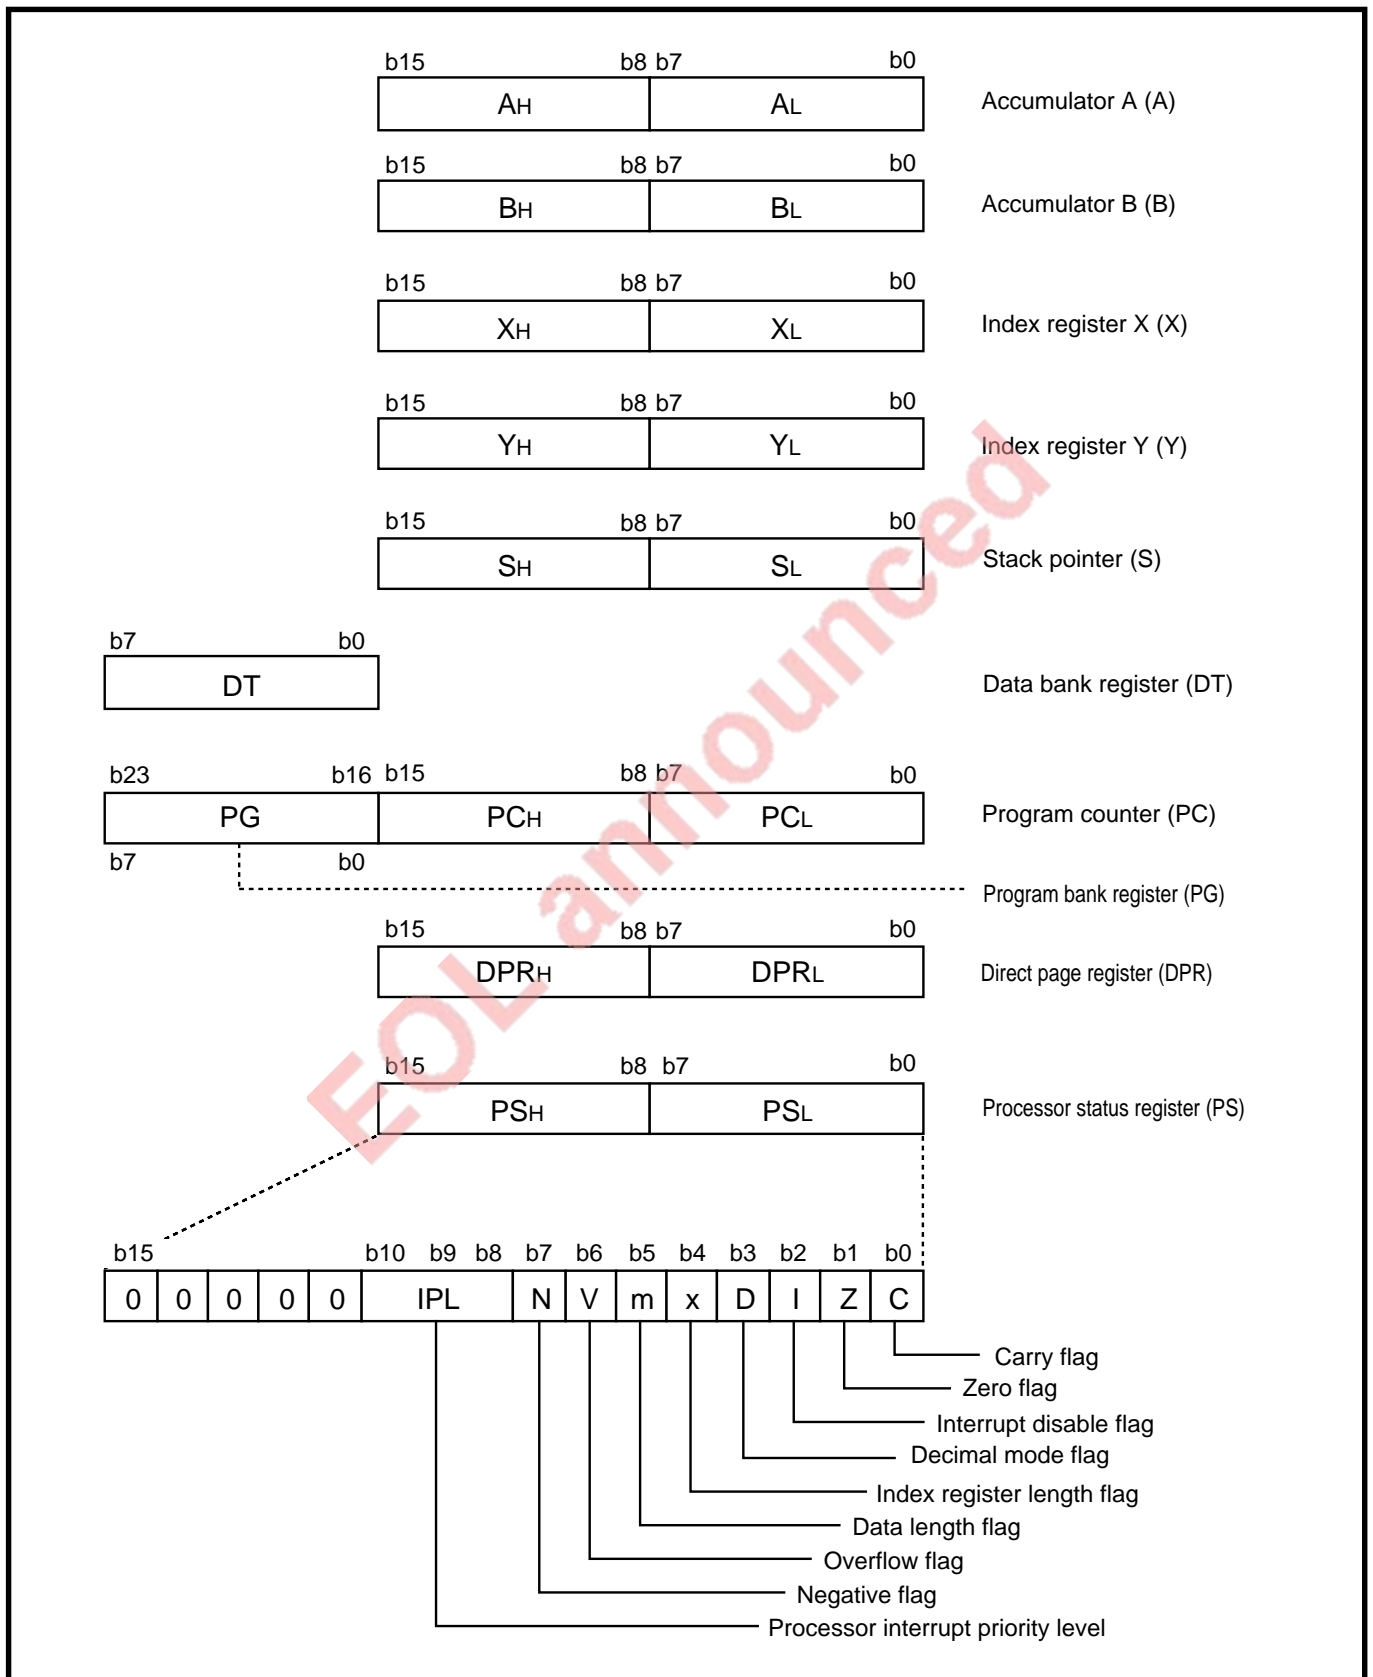 b15 b8 b7 b0
AH AL Accumulator A (A)
b15 b8 b7 b0
BH BL Accumulator B (B)
b15 b8 b7 b0
XH XL Index register X (X)
b15 b8 b7 b0
YH YL Index register Y (Y)
b15 b8 b7 b0
SH SL Stack pointer (S)
b7 b0
DT Data bank register (DT)
b23 b16 b15 b8 b7 b0
PG PCH PCL Program counter (PC)
b7 b0
Program bank register (PG)
b15 b8 b7 b0
DPRH DPRL Direct page register (DPR)
b15 b8 b7 b0
PSH PSL Processor status register (PS)
b15 b10 b9 b8 b7 b6 b5 b4 b3 b2 b1 b0
0 0 0 0 0 IPL N V m x D I Z C
Carry flag
Zero flag
Interrupt disable flag
Decimal mode flag
Index register length flag
Data length flag
Overflow flag
Negative flag
Processor interrupt priority level
EOL announced